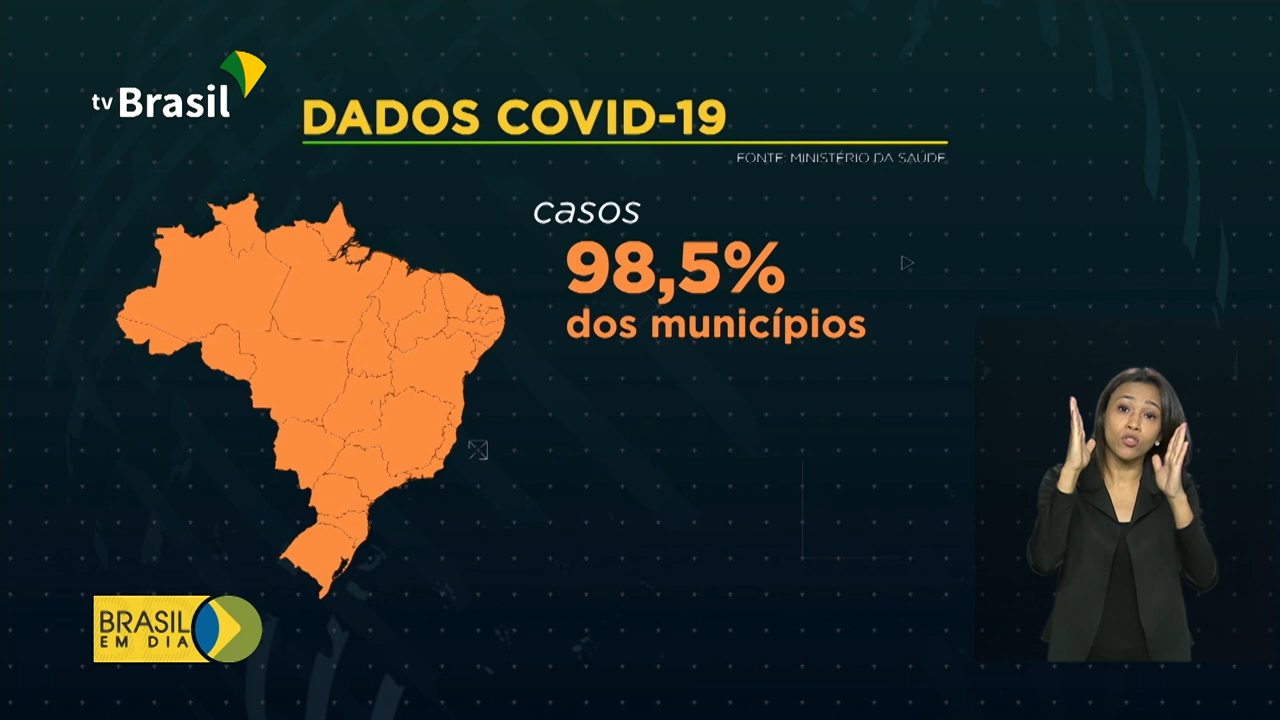 tv Brasil
DADOS COVID-19
FONTE: MINISTÉRIO DA SAÚDE
casos
98,5%
dos municípios
BRASIL
EM DIA